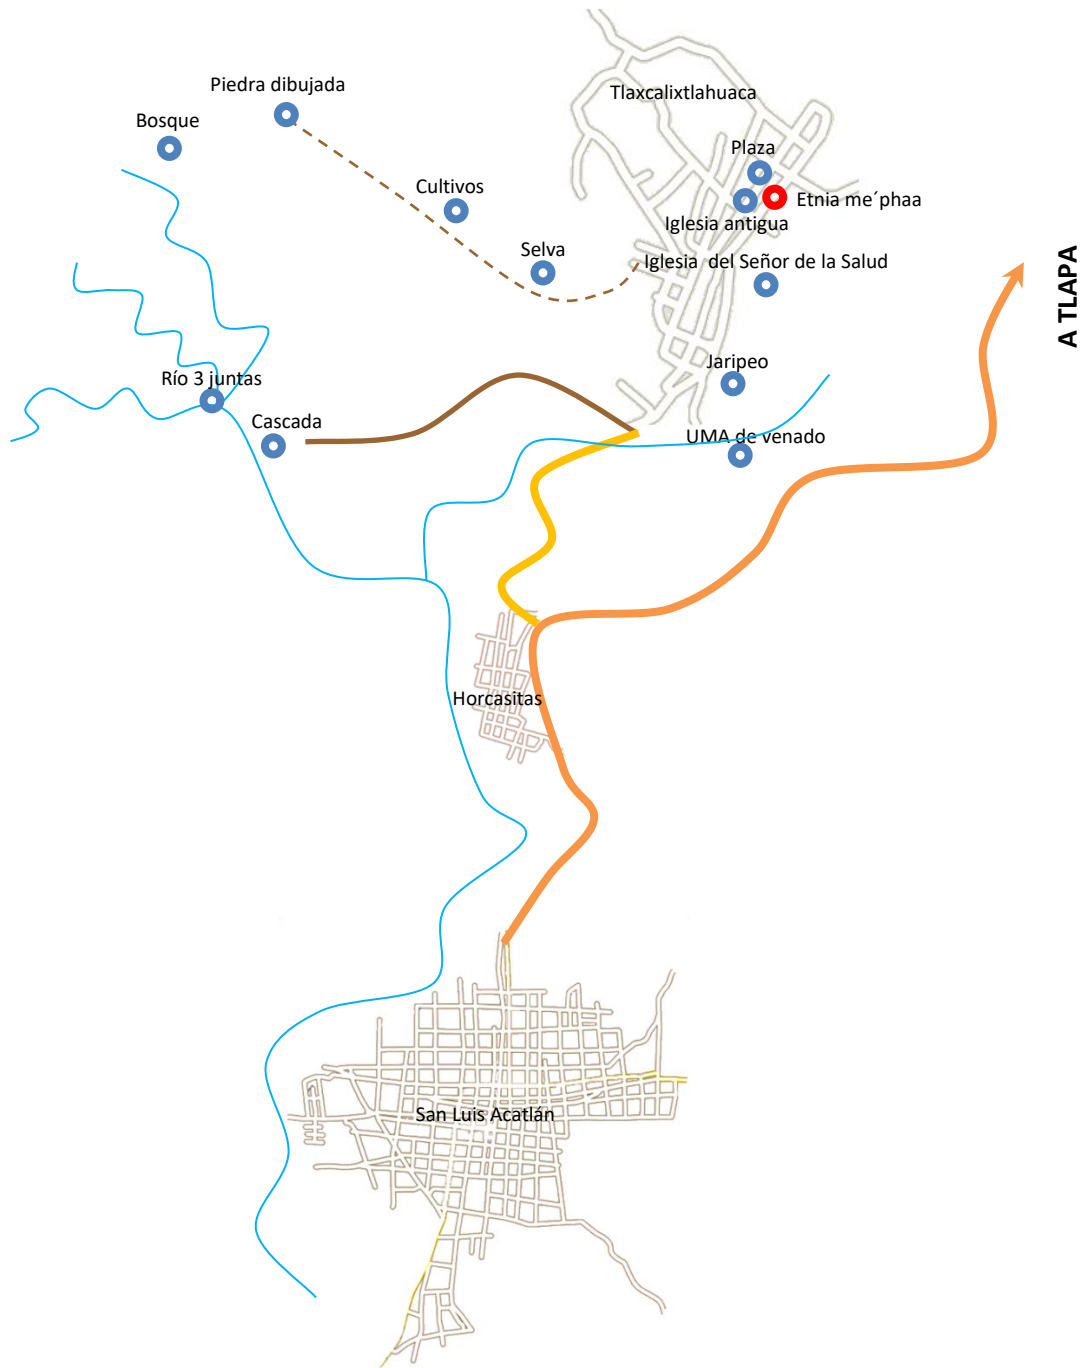 Piedra dibujada
Bosque
Tlaxcalixtlahuaca
Plaza
Cultivos
Etnia me´phaa
Iglesia antigua
Selva
Iglesia  del Señor de la Salud
A TLAPA
Jaripeo
Río 3 juntas
Cascada
UMA de venado
Horcasitas
San Luis Acatlán